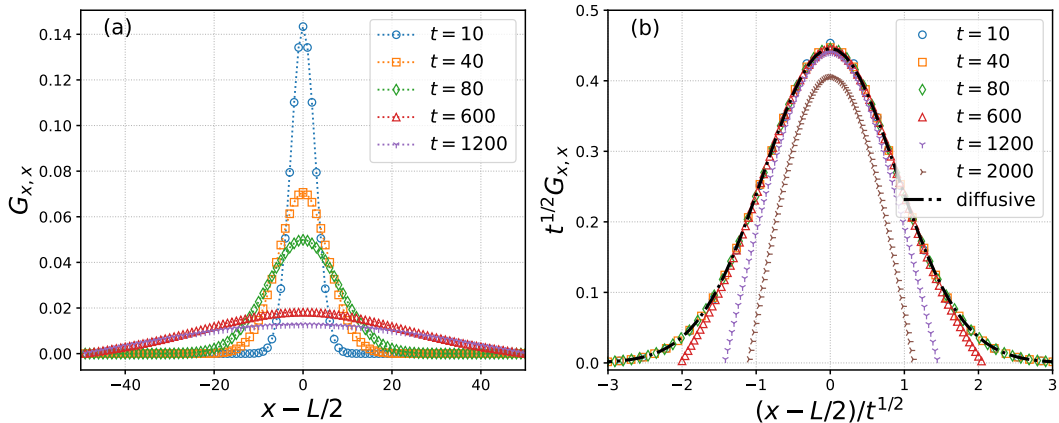 (a)
t = 10
t = 40
t = 80
t = 600
t = 1200
0.14
0.12
0.10
0.08
0.06
0.04
0.02
0.00
G_{x,x}
−40 −20 0 20 40
x − L/2
(b)
t = 10
t = 40
t = 80
t = 600
t = 1200
t = 2000
diffusive
0.5
0.4
0.3
0.2
0.1
0.0
t^{1/2}G_{x,x}
−3 −2 −1 0 1 2 3
(x − L/2)/t^{1/2}